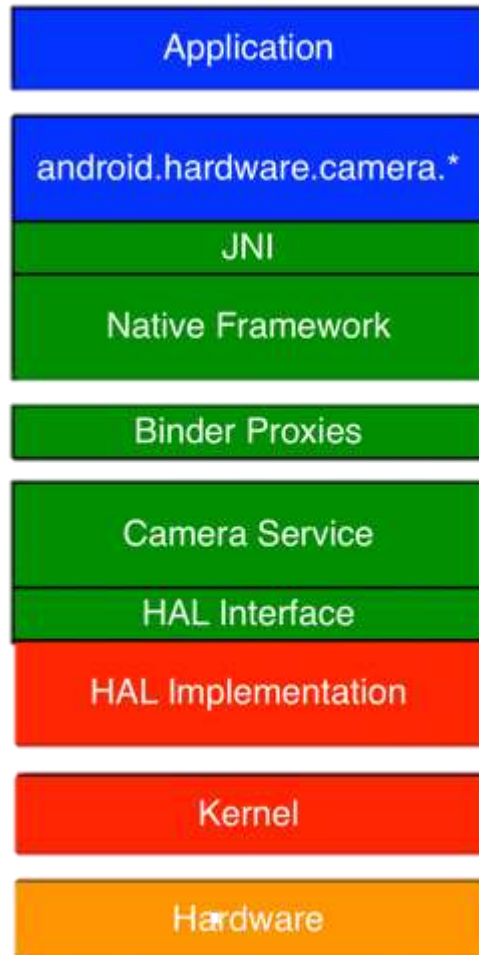 Application
android.hardware.camera.*
JNI
Native Framework
Binder Proxies
Camera Service
HAL Interface
HAL Implementation
Kernel
Hardware